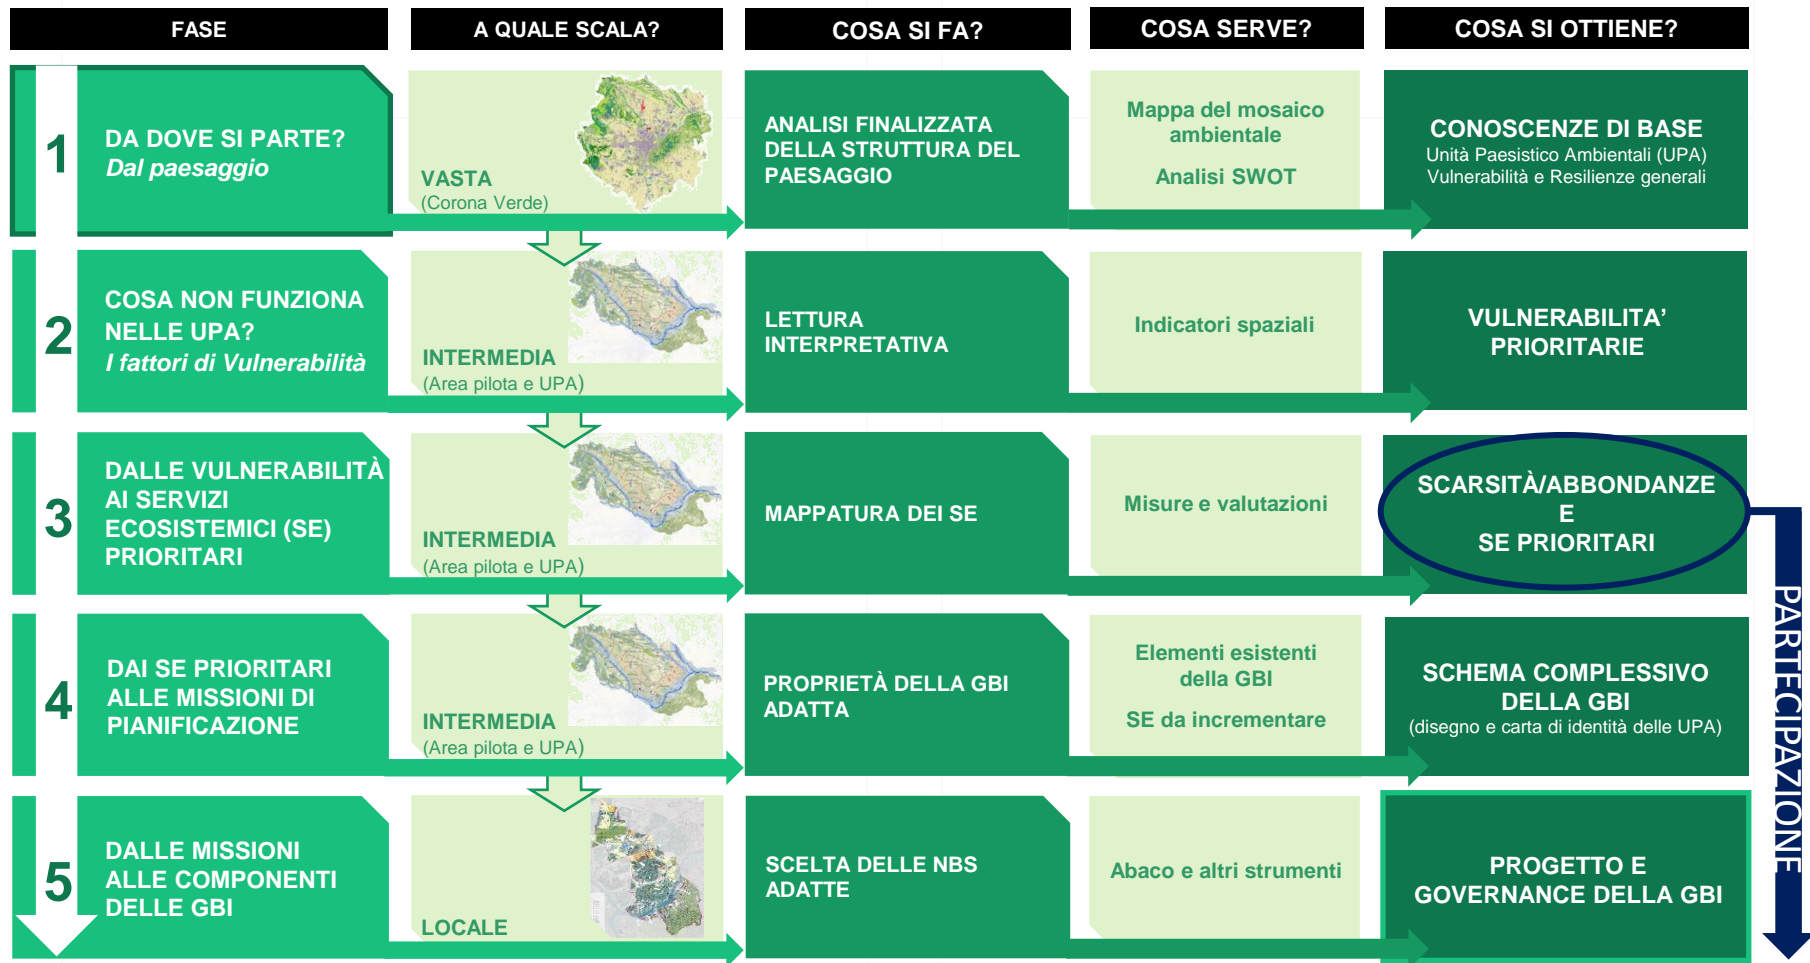 FASE
A QUALE SCALA?
COSA SI FA?
COSA SERVE?
COSA SI OTTIENE?
1
DA DOVE SI PARTE?
Dal paesaggio
VASTA
(Corona Verde)
ANALISI FINALIZZATA
DELLA STRUTTURA DEL
PAESAGGIO
Mappa del mosaico
ambientale
Analisi SWOT
CONOSCENZE DI BASE
Unità Paesistico Ambientali (UPA)
Vulnerabilità e Resilienze generali
2
COSA NON FUNZIONA
NELLE UPA?
I fattori di Vulnerabilità
INTERMEDIA
(Area pilota e UPA)
LETTURA
INTERPRETATIVA
Indicatori spaziali
VULNERABILITA'
PRIORITARIE
3
DALLE VULNERABILITÀ
AI SERVIZI
ECOSISTEMICI (SE)
PRIORITARI
INTERMEDIA
(Area pilota e UPA)
MAPPATURA DEI SE
Misure e valutazioni
SCARSITÀ/ABBONDANZE
E
SE PRIORITARI
4
DAI SE PRIORITARI
ALLE MISSIONI DI
PIANIFICAZIONE
INTERMEDIA
(Area pilota e UPA)
PROPRIETÀ DELLA GBI
ADATTA
Elementi esistenti
della GBI
SE da incrementare
SCHEMA COMPLESSIVO
DELLA GBI
(disegno e carta di identità delle UPA)
5
DALLE MISSIONI
ALLE COMPONENTI
DELLE GBI
LOCALE
SCELTA DELLE NBS
ADATTE
Abaco e altri strumenti
PROGETTO E
GOVERNANCE DELLA GBI
PARTECIPAZIONE